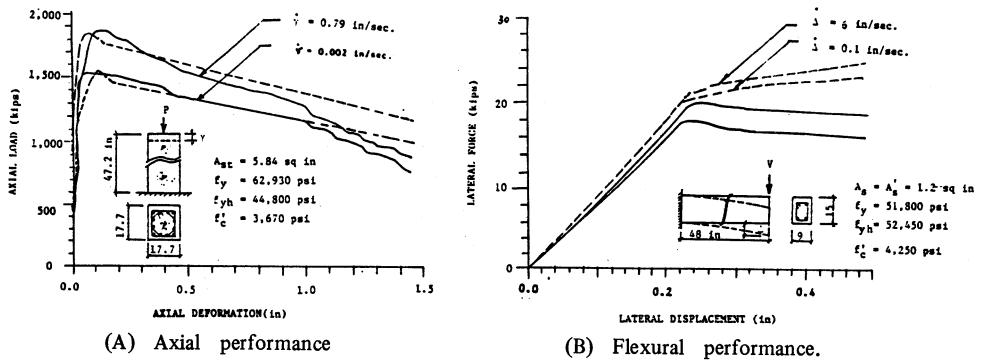 2,000
1,500
1,000
500
0
AXIAL LOAD (kips)
0.0
0.5
1.0
1.5
AXIAL DEFORMATION(in)
= 0.79 in/sec.
= 0.002 in/sec.
P
Y
47.2 in
17.7
17.7
Ast = 5.84 sq in
fy = 62,930 psi
fyh = 44,800 psi
f'c = 3,670 psi
(A) Axial performance
30
20
10
0
LATERAL FORCE (kips)
0.0
0.2
0.4
LATERAL DISPLACEMENT (in)
= 6 in/sec.
= 0.1 in/sec.
V
48 in
9
15
As = A's = 1.2 sq in
fy = 51,800 psi
fyh = 52,450 psi
f'c = 4,250 psi
(B) Flexural performance.